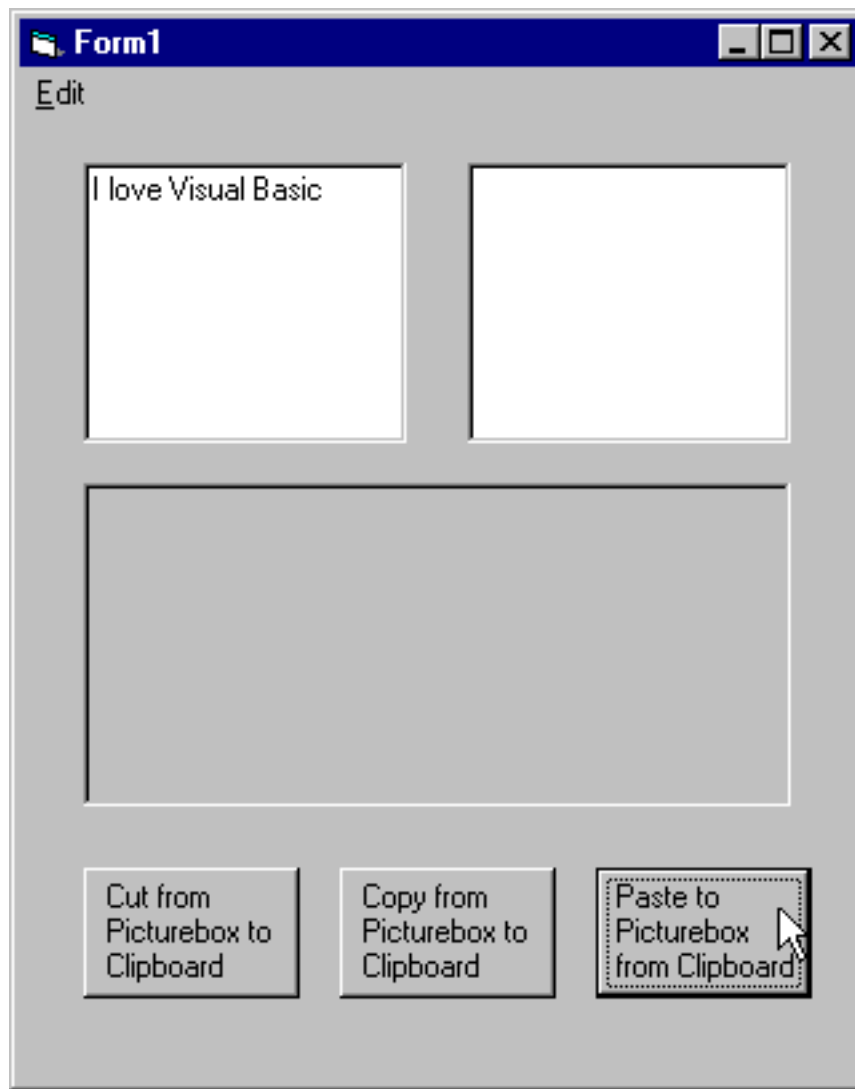 Form1
Edit
I love Visual Basic
Cut from
Picturebox to
Clipboard
Copy from
Picturebox to
Clipboard
Paste to
Picturebox
from Clipboard